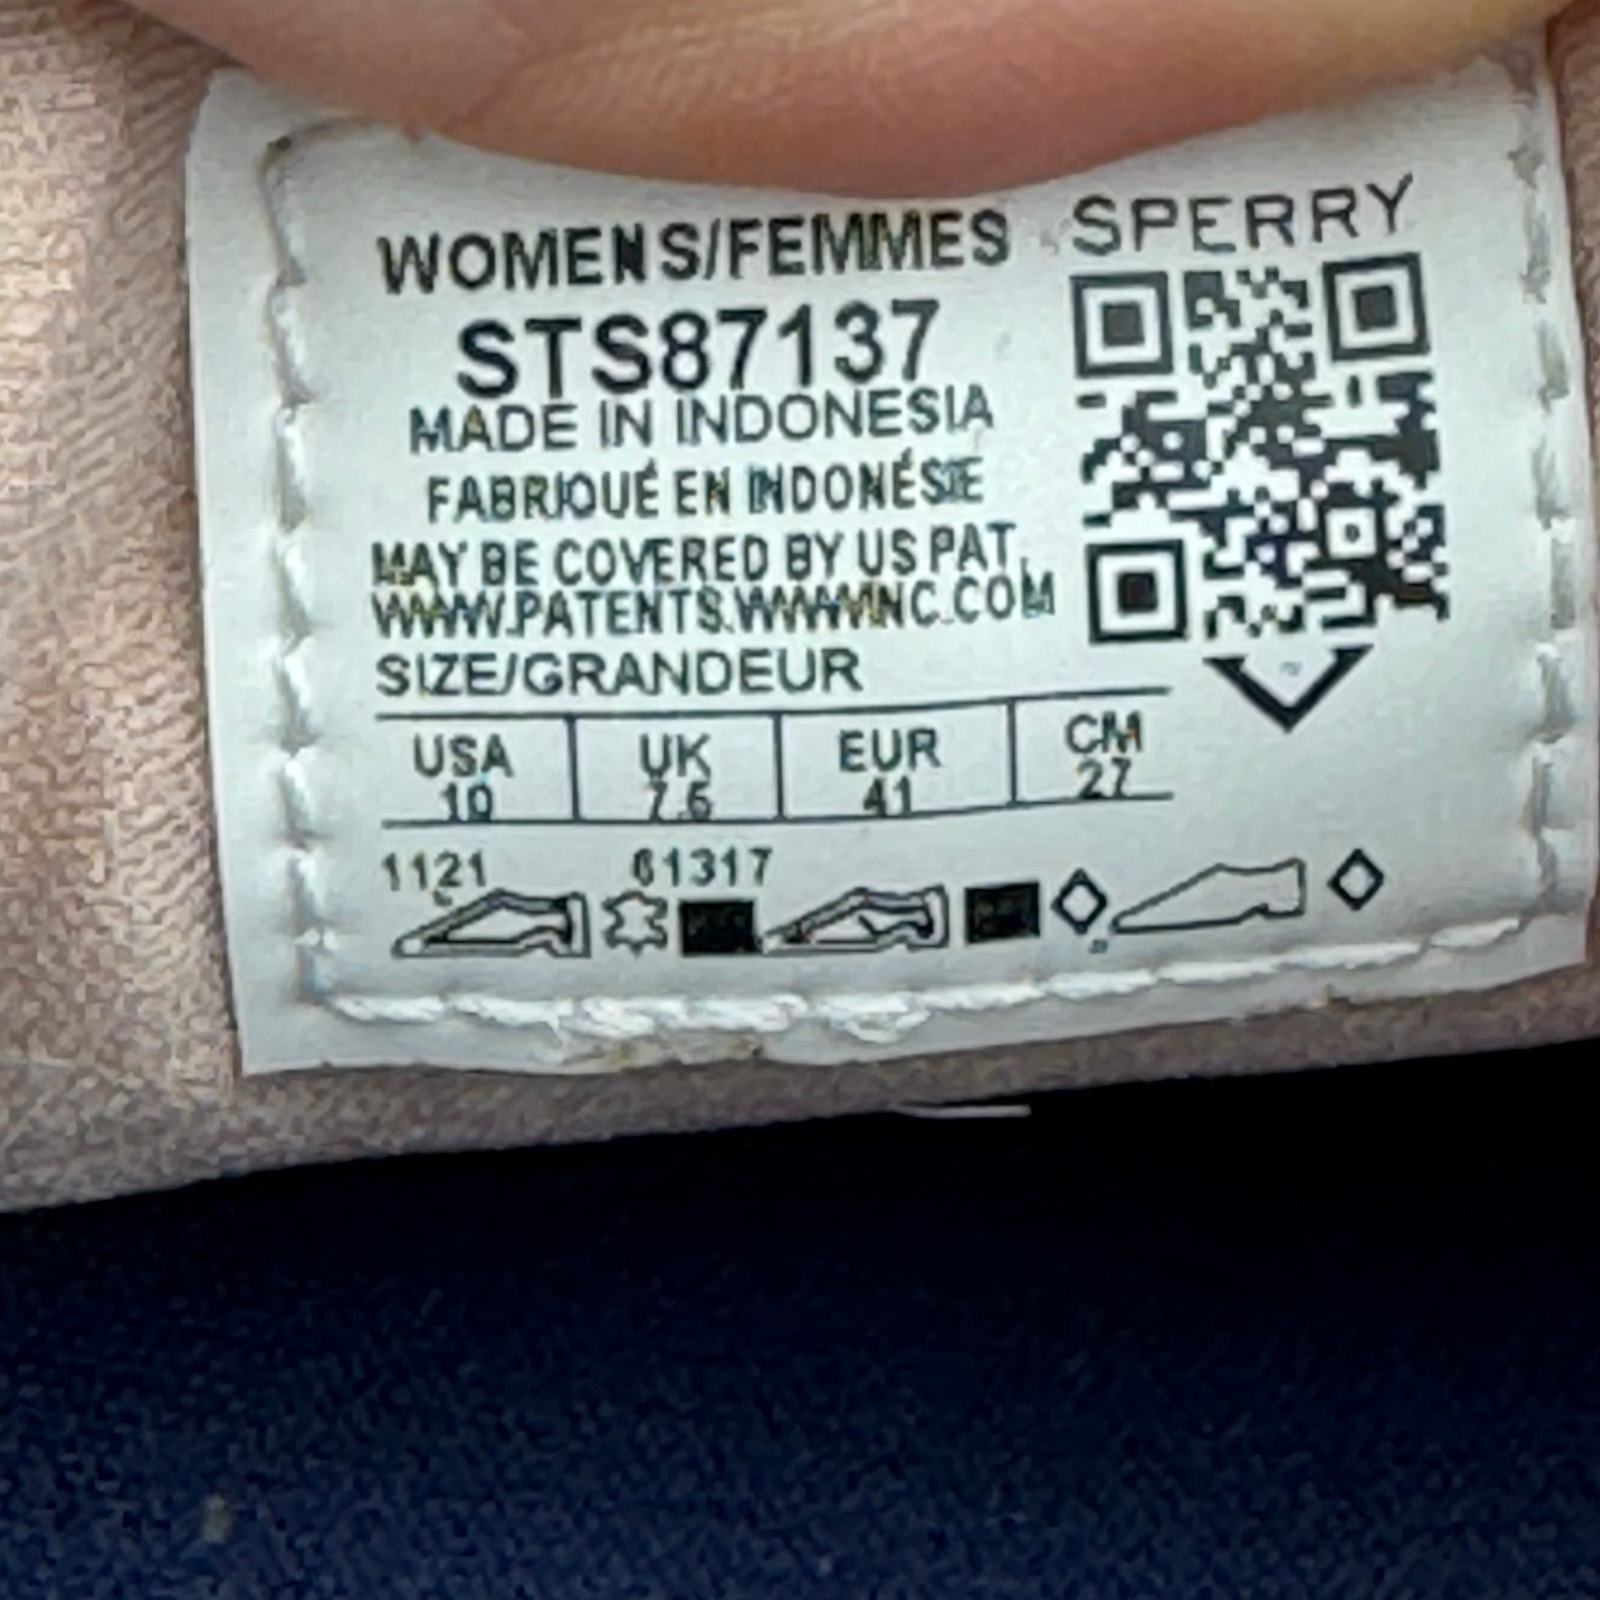 WOMENS/FEMMES SPERRY
STS87137
MADE IN INDONESIA
FABRIQUÉ EN INDONÉSIE
MAY BE COVERED BY US PAT.
WWW.PATENTS.WWWINC.COM
SIZE/GRANDEUR
USA UK EUR CM
10 7.5 41 27
1121 61317